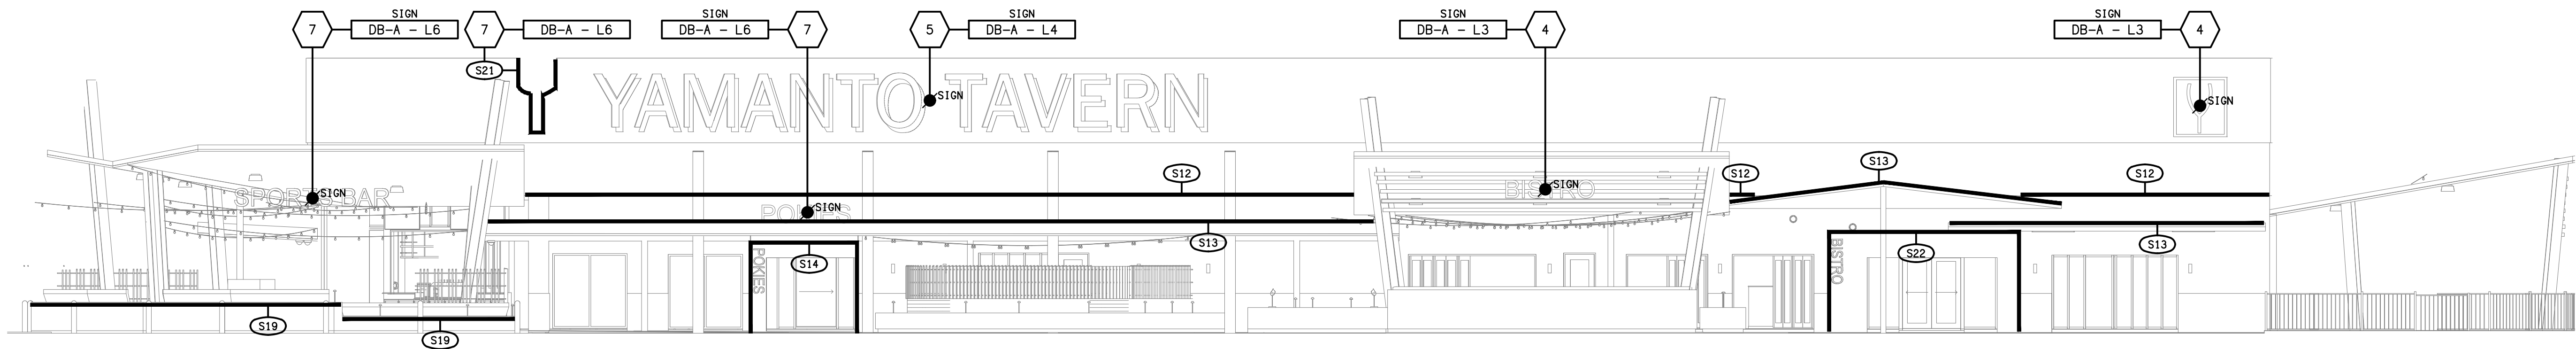 SIGN
7 DB-A - L6
7 DB-A - L6
SIGN
DB-A - L6 7
SIGN
5 DB-A - L4
SIGN
DB-A - L3 4
SIGN
DB-A - L3 4
S21
YAMANTO TAVERN
SIGN
SIGN
SPORTS BAR
SIGN
POKIES
SIGN
BISTRO
SIGN
S12
S12
S13
S12
S13
S13
S14
POKIES
BISTRO
S22
S19
S19